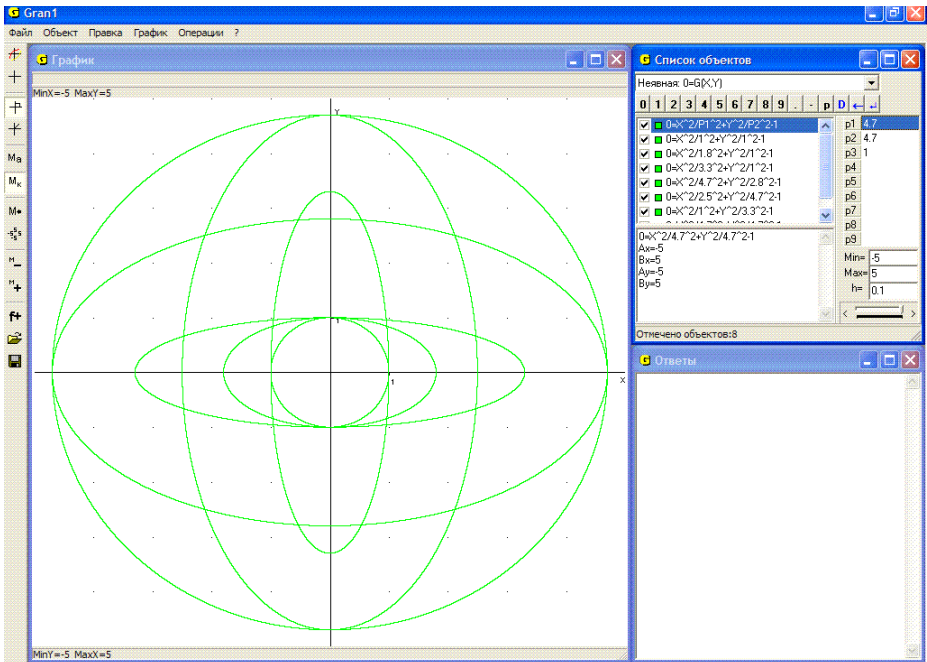 Gran1
Файл Объект Правка График Операции ?
График
MinX=-5 MaxY=5
Y
1
1
X
MinY=-5 MaxX=5
Ma
Мк
M
M
M
f+
Список объектов
Неявная: 0=G(X,Y)
0 1 2 3 4 5 6 7 8 9 . - p D
0=X^2/P1^2+Y^2/P2^2-1
0=X^2/1^2+Y^2/1^2-1
0=X^2/1.8^2+Y^2/1^2-1
0=X^2/3.3^2+Y^2/1^2-1
0=X^2/4.7^2+Y^2/2.8^2-1
0=X^2/2.5^2+Y^2/4.7^2-1
0=X^2/1^2+Y^2/3.3^2-1
p1 4.7
p2 4.7
p3 1
p4
p5
p6
p7
p8
p9
0=X^2/4.7^2+Y^2/4.7^2-1
Ax=-5
Bx=5
Ay=-5
By=5
Min= -5
Max= 5
h= 0.1
Отмечено объектов:8
Ответы